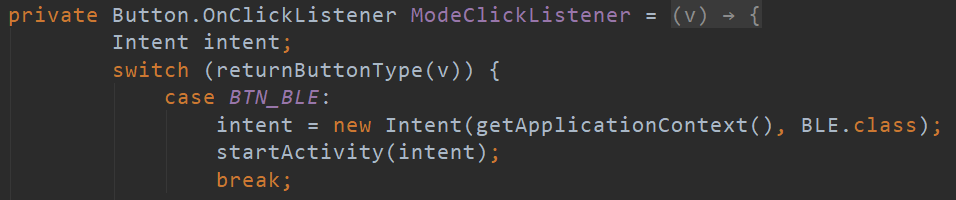 private Button.OnClickListener ModeClickListener = (v) → {
Intent intent;
switch (returnButtonType(v)) {
case BTN_BLE:
intent = new Intent(getApplicationContext(), BLE.class);
startActivity(intent);
break;